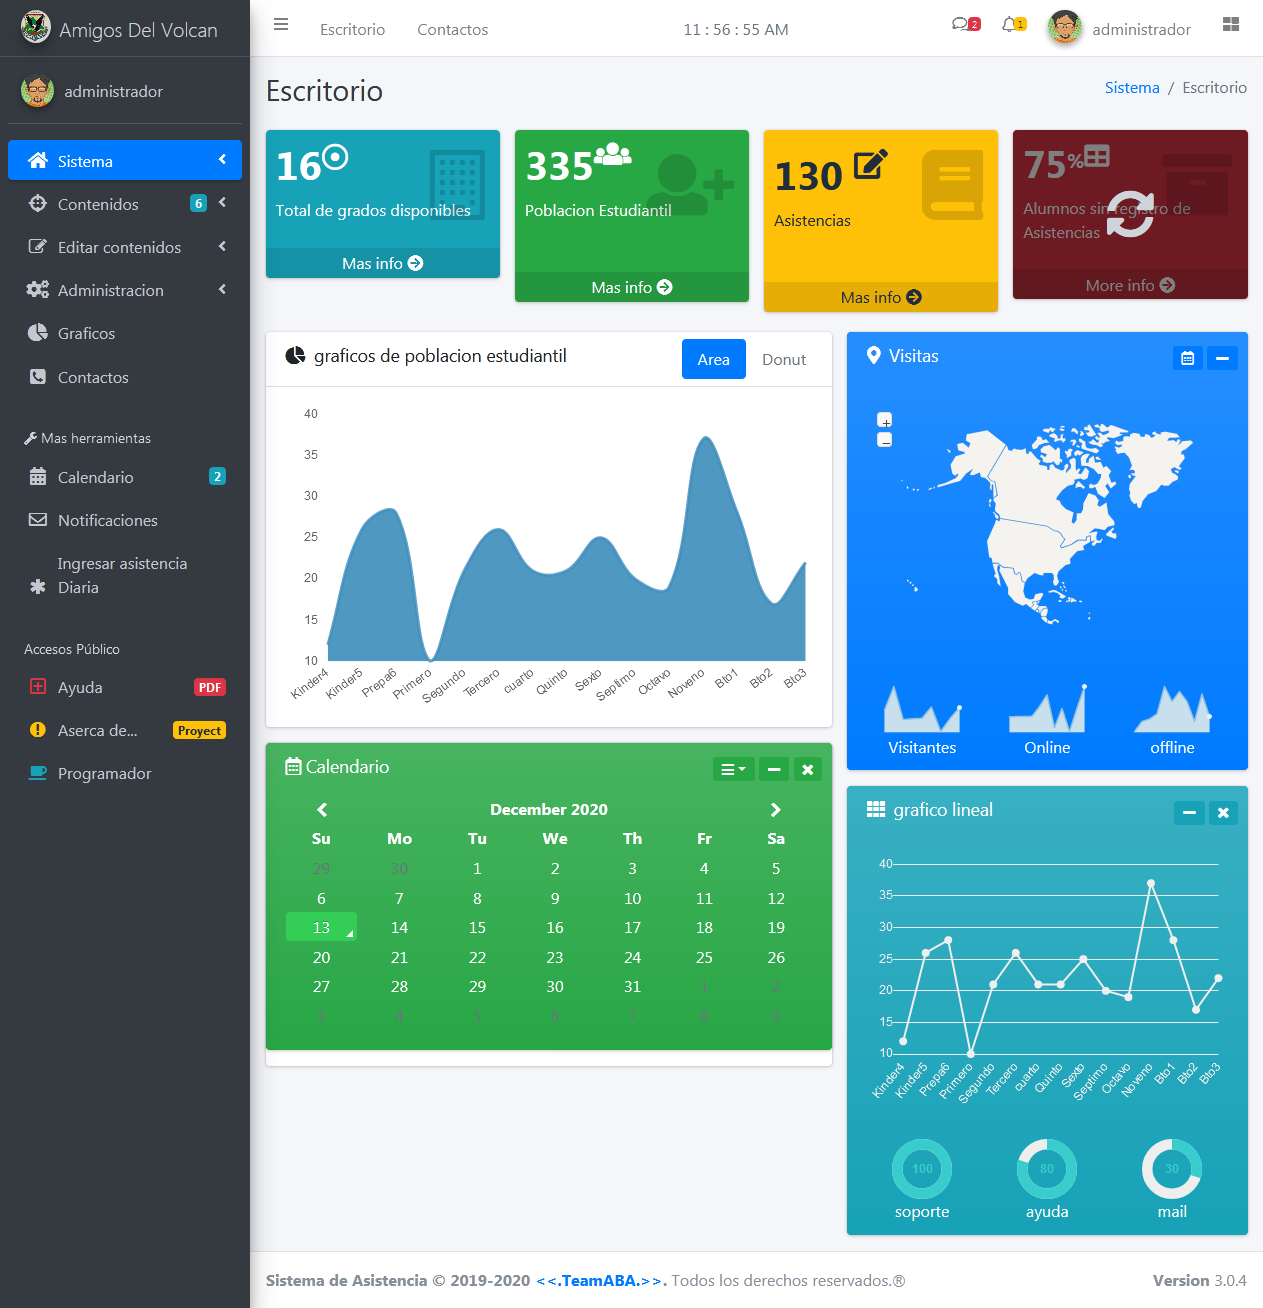 Amigos Del Volcan
administrador
Sistema
Contenidos 6
Editar contenidos
Administracion
Graficos
Contactos
Mas herramientas
Calendario 2
Notificaciones
Ingresar asistencia
Diaria
Accesos Público
Ayuda PDF
Aserca de... Proyect
Programador
Escritorio Contactos 11 : 56 : 55 AM 2 1 administrador
Escritorio
Sistema / Escritorio
16
Total de grados disponibles
Mas info
335
Poblacion Estudiantil
Mas info
130
Asistencias
Mas info
75%
Alumnos sin registro de
Asistencias
More info
graficos de poblacion estudiantil
Area Donut
40
35
30
25
20
15
10
Kinder4 Kinder5 Prepa6 Primero Segundo Tercero cuarto Quinto Sexto Septimo Octavo Noveno Bto1 Bto2 Bto3
Visitas
+
−
Visitantes Online offline
Calendario
December 2020
Su Mo Tu We Th Fr Sa
29 30 1 2 3 4 5
6 7 8 9 10 11 12
13 14 15 16 17 18 19
20 21 22 23 24 25 26
27 28 29 30 31 1 2
3 4 5 6 7 8 9
grafico lineal
40
35
30
25
20
15
10
Kinder4 Kinder5 Prepa6 Primero Segundo Tercero cuarto Quinto Sexto Septimo Octavo Noveno Bto1 Bto2 Bto3
100 80 30
soporte ayuda mail
Sistema de Asistencia © 2019-2020 <<.TeamABA.>>. Todos los derechos reservados.®
Version 3.0.4